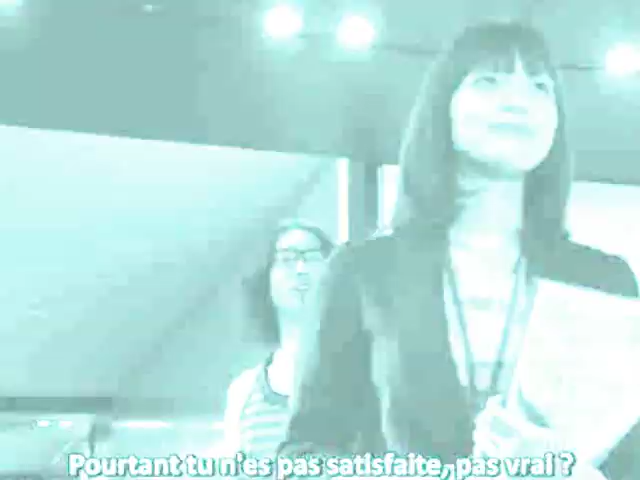 Pourtant tu n'es pas satisfaite, pas vrai ?